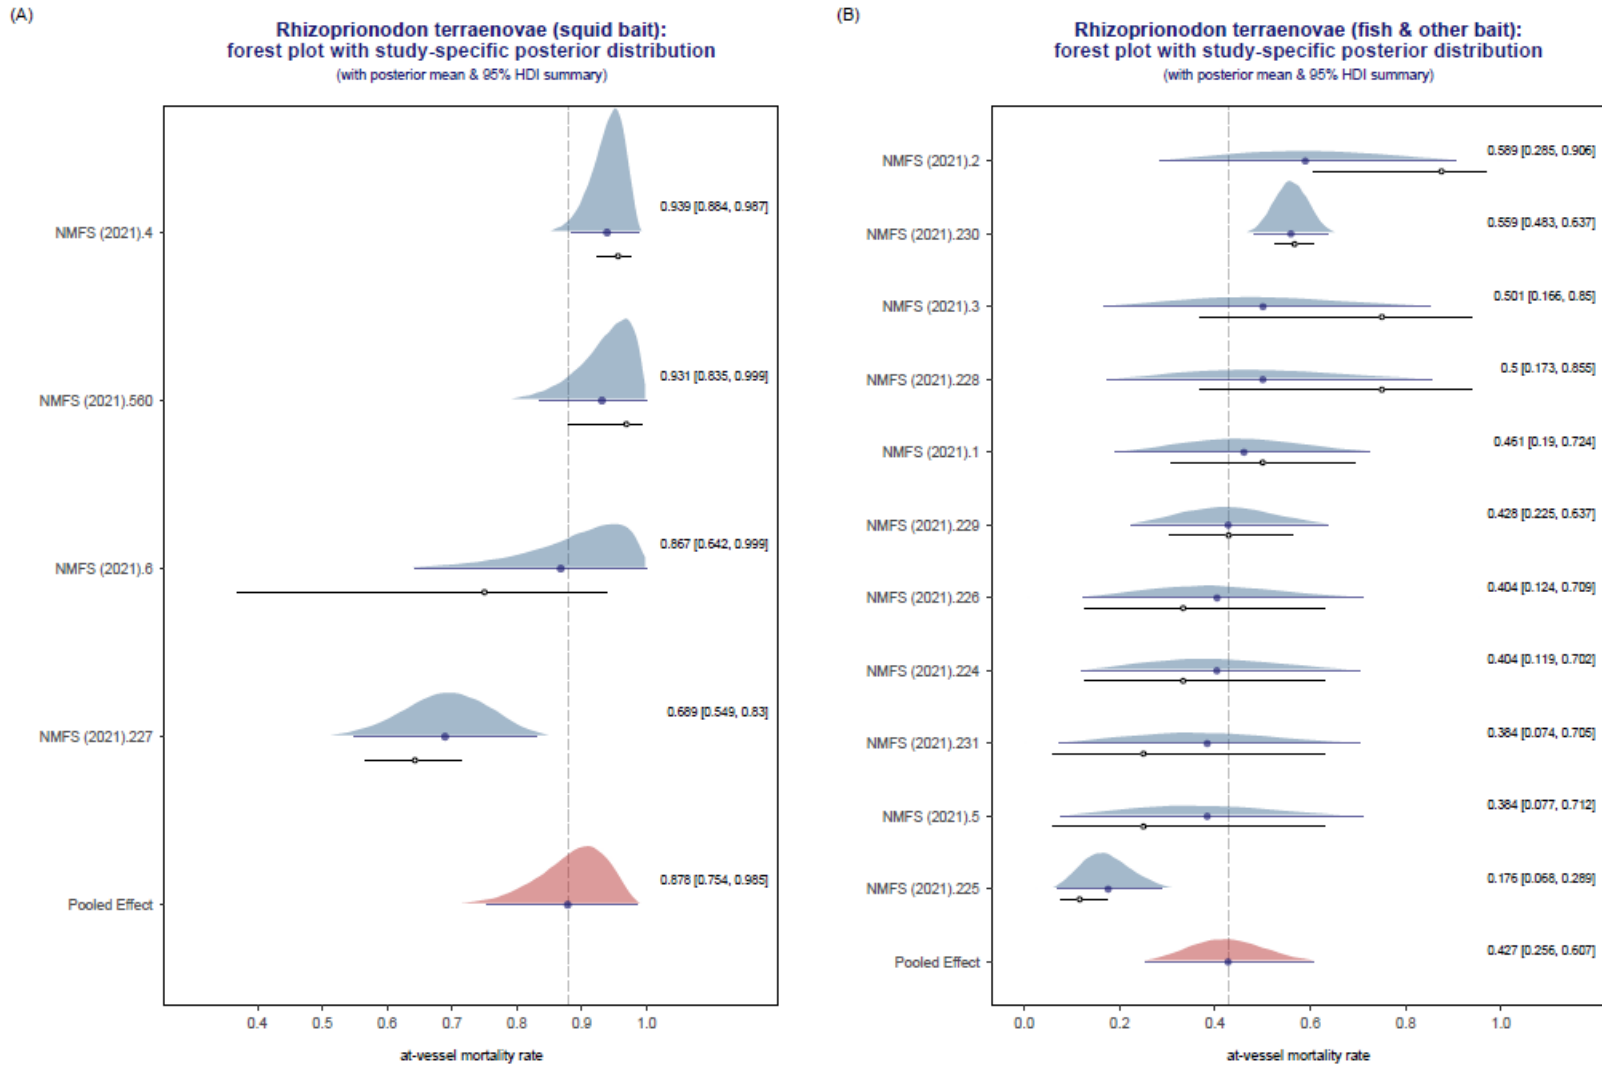 (A)
Rhizoprionodon terraenovae (squid bait):
forest plot with study-specific posterior distribution
(with posterior mean & 95% HDI summary)
NMFS (2021).4
0.939 [0.884, 0.987]
NMFS (2021).560
0.931 [0.835, 0.999]
NMFS (2021).6
0.867 [0.642, 0.999]
NMFS (2021).227
0.689 [0.549, 0.83]
Pooled Effect
0.878 [0.754, 0.985]
0.4 0.5 0.6 0.7 0.8 0.9 1.0
at-vessel mortality rate
(B)
Rhizoprionodon terraenovae (fish & other bait):
forest plot with study-specific posterior distribution
(with posterior mean & 95% HDI summary)
NMFS (2021).2
0.589 [0.285, 0.906]
NMFS (2021).230
0.559 [0.483, 0.637]
NMFS (2021).3
0.501 [0.166, 0.85]
NMFS (2021).228
0.5 [0.173, 0.855]
NMFS (2021).1
0.461 [0.19, 0.724]
NMFS (2021).229
0.428 [0.225, 0.637]
NMFS (2021).226
0.404 [0.124, 0.709]
NMFS (2021).224
0.404 [0.119, 0.702]
NMFS (2021).231
0.384 [0.074, 0.705]
NMFS (2021).5
0.384 [0.077, 0.712]
NMFS (2021).225
0.176 [0.068, 0.289]
Pooled Effect
0.427 [0.256, 0.607]
0.0 0.2 0.4 0.6 0.8 1.0
at-vessel mortality rate